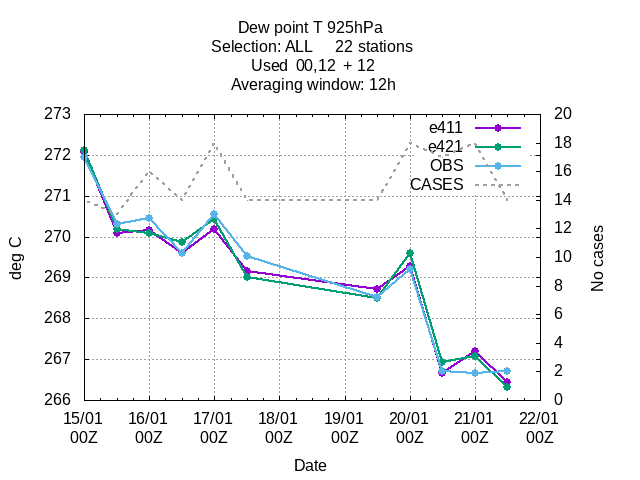 Dew point T 925hPa
Selection: ALL 22 stations
Used 00,12 + 12
Averaging window: 12h
273
272
271
270
269
268
267
266
20
18
16
14
12
10
8
6
4
2
0
e411
e421
OBS
CASES
deg C
No cases
15/01 16/01 17/01 18/01 19/01 20/01 21/01 22/01
00Z 00Z 00Z 00Z 00Z 00Z 00Z 00Z
Date